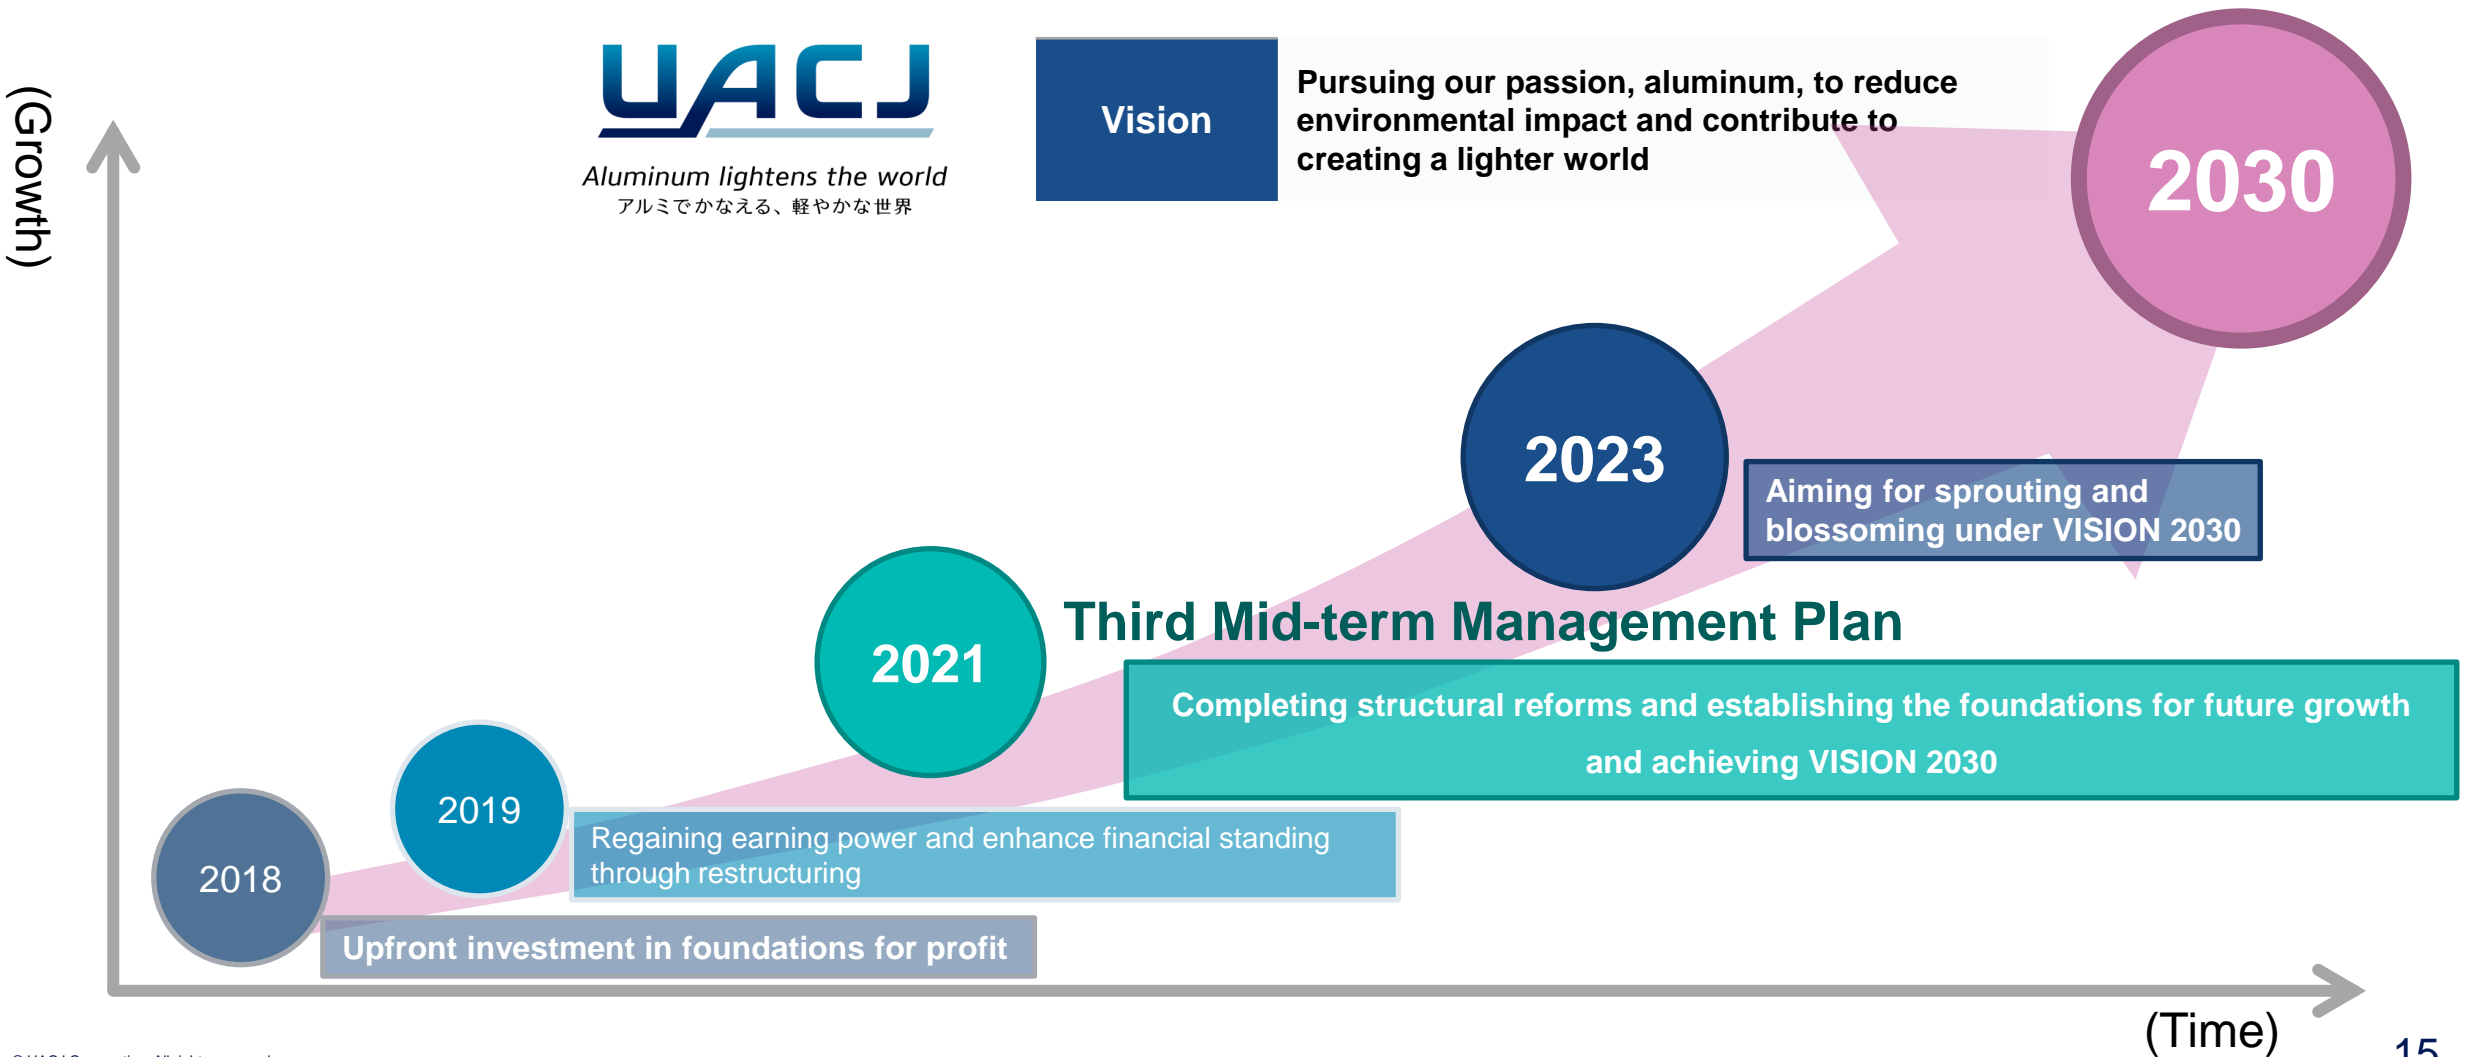 (Growth)
UACJ
Aluminum lightens the world
アルミでかなえる、軽やかな世界
Vision
Pursuing our passion, aluminum, to reduce
environmental impact and contribute to
creating a lighter world
2030
2023
Aiming for sprouting and
blossoming under VISION 2030
2021
Third Mid-term Management Plan
Completing structural reforms and establishing the foundations for future growth
and achieving VISION 2030
2019
Regaining earning power and enhance financial standing
through restructuring
2018
Upfront investment in foundations for profit
(Time)
15